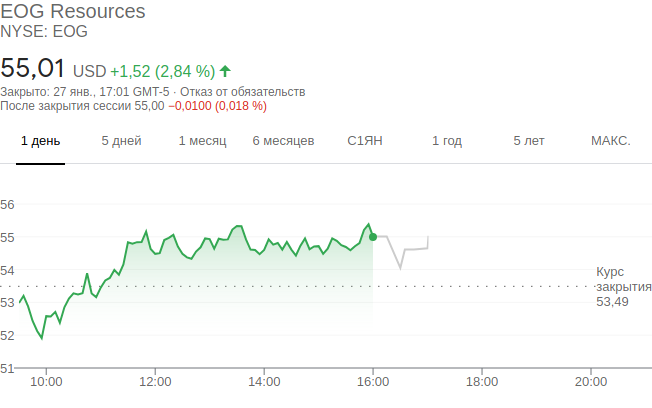 EOG Resources
NYSE: EOG
55,01 USD +1,52 (2,84 %)
Закрыто: 27 янв., 17:01 GMT-5 · Отказ от обязательств
После закрытия сессии 55,00 −0,0100 (0,018 %)
1 день 5 дней 1 месяц 6 месяцев С1ЯН 1 год 5 лет МАКС.
56
55
54
Курс
закрытия
53,49
53
52
51
10:00 12:00 14:00 16:00 18:00 20:00